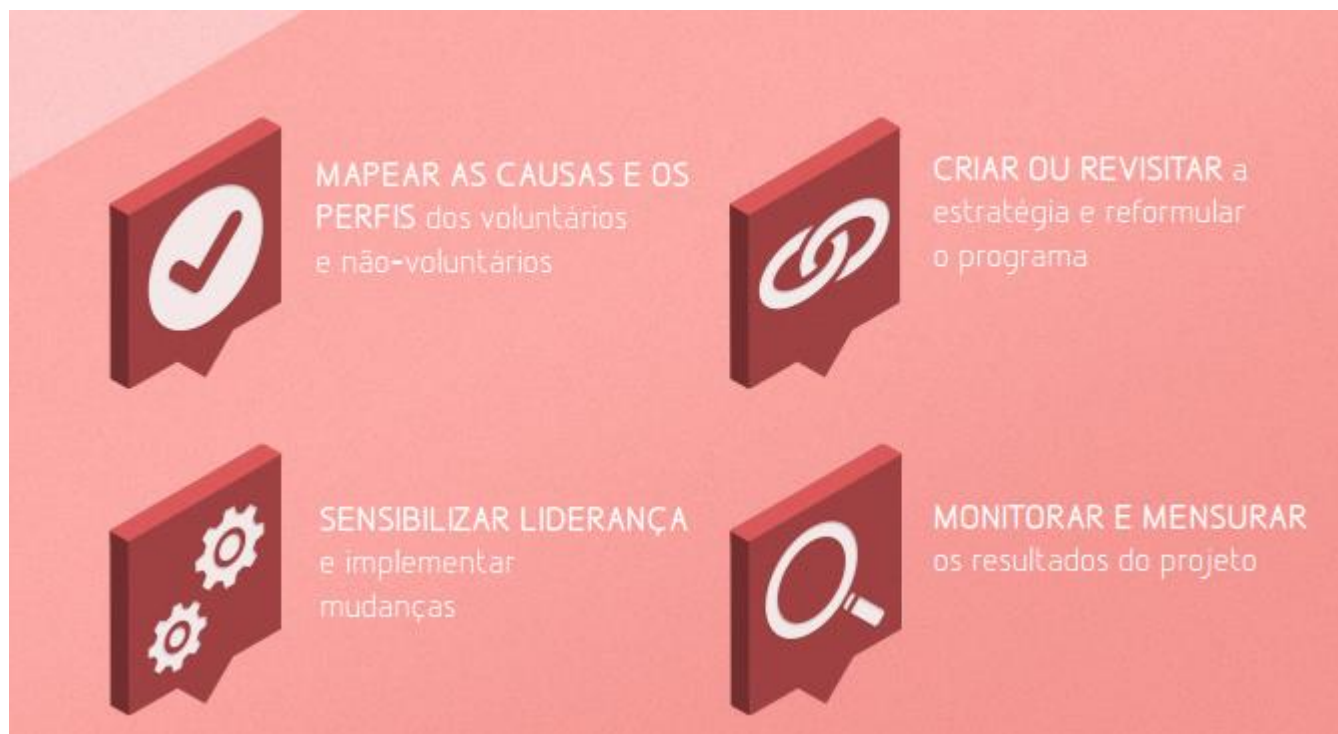 MAPEAR AS CAUSAS E OS
PERFIS dos voluntários
e não-voluntários
CRIAR OU REVISITAR a
estratégia e reformular
o programa
SENSIBILIZAR LIDERANÇA
e implementar
mudanças
MONITORAR E MENSURAR
os resultados do projeto